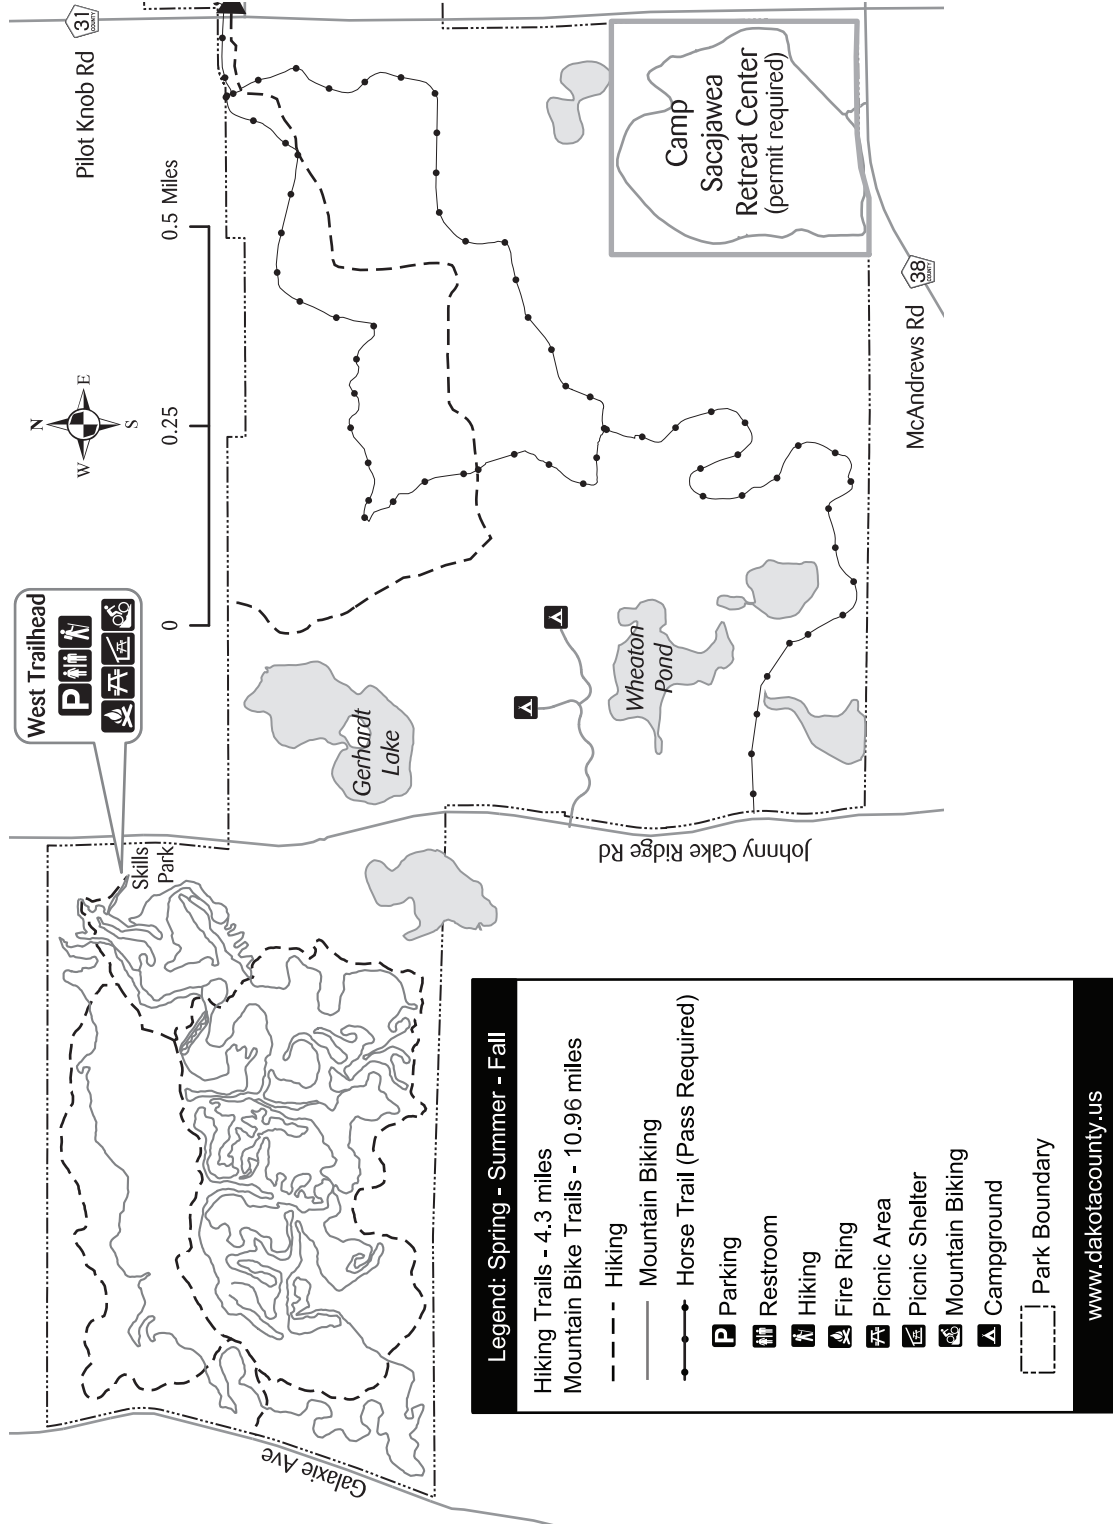 31
COUNTY
Pilot Knob Rd
N
E
S
W
0
0.25
0.5 Miles
West Trailhead
P
Skills
Park
Gerhardt
Lake
Wheaton
Pond
Camp
Sacajawea
Retreat Center
(permit required)
38
COUNTY
McAndrews Rd
Johnny Cake Ridge Rd
Galaxie Ave
Legend: Spring - Summer - Fall
Hiking Trails - 4.3 miles
Mountain Bike Trails - 10.96 miles
Hiking
Mountain Biking
Horse Trail (Pass Required)
P Parking
Restroom
Hiking
Fire Ring
Picnic Area
Picnic Shelter
Mountain Biking
Campground
Park Boundary
www.dakotacounty.us